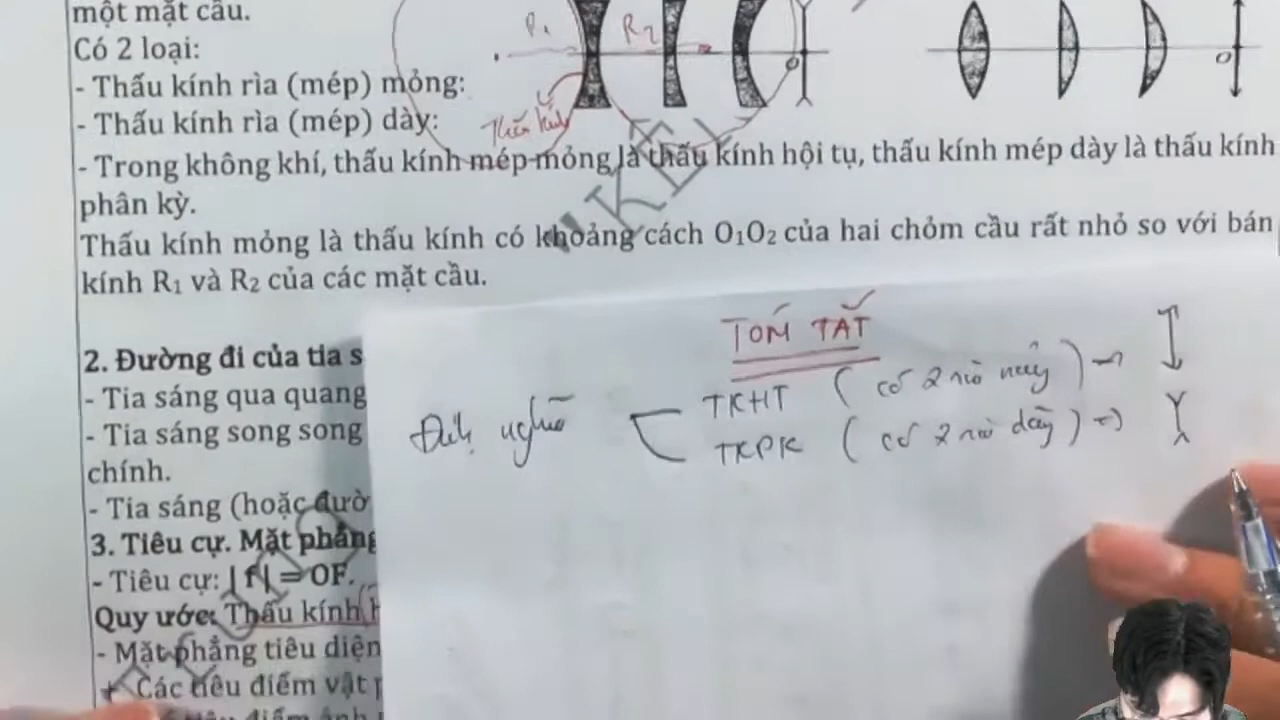 một mặt cầu.
Có 2 loại:
- Thấu kính rìa (mép) mỏng:
- Thấu kính rìa (mép) dày:
R₁ R₂
Thấu kính
O
O
- Trong không khí, thấu kính mép mỏng là thấu kính hội tụ, thấu kính mép dày là thấu kính
phân kỳ.
Thấu kính mỏng là thấu kính có khoảng cách O₁O₂ của hai chỏm cầu rất nhỏ so với bán
kính R₁ và R₂ của các mặt cầu.
2. Đường đi của tia s
- Tia sáng qua quang
- Tia sáng song song
chính.
- Tia sáng (hoặc đườ
3. Tiêu cự. Mặt phẳng
- Tiêu cự: |f| = OF.
Quy ước: Thấu kính h
- Mặt phẳng tiêu diện
+ Các tiêu điểm vật
TÓM TẮT
Định nghĩa
TKHT (có 2 rìa mỏng)
TKPK (có 2 rìa dày) =>